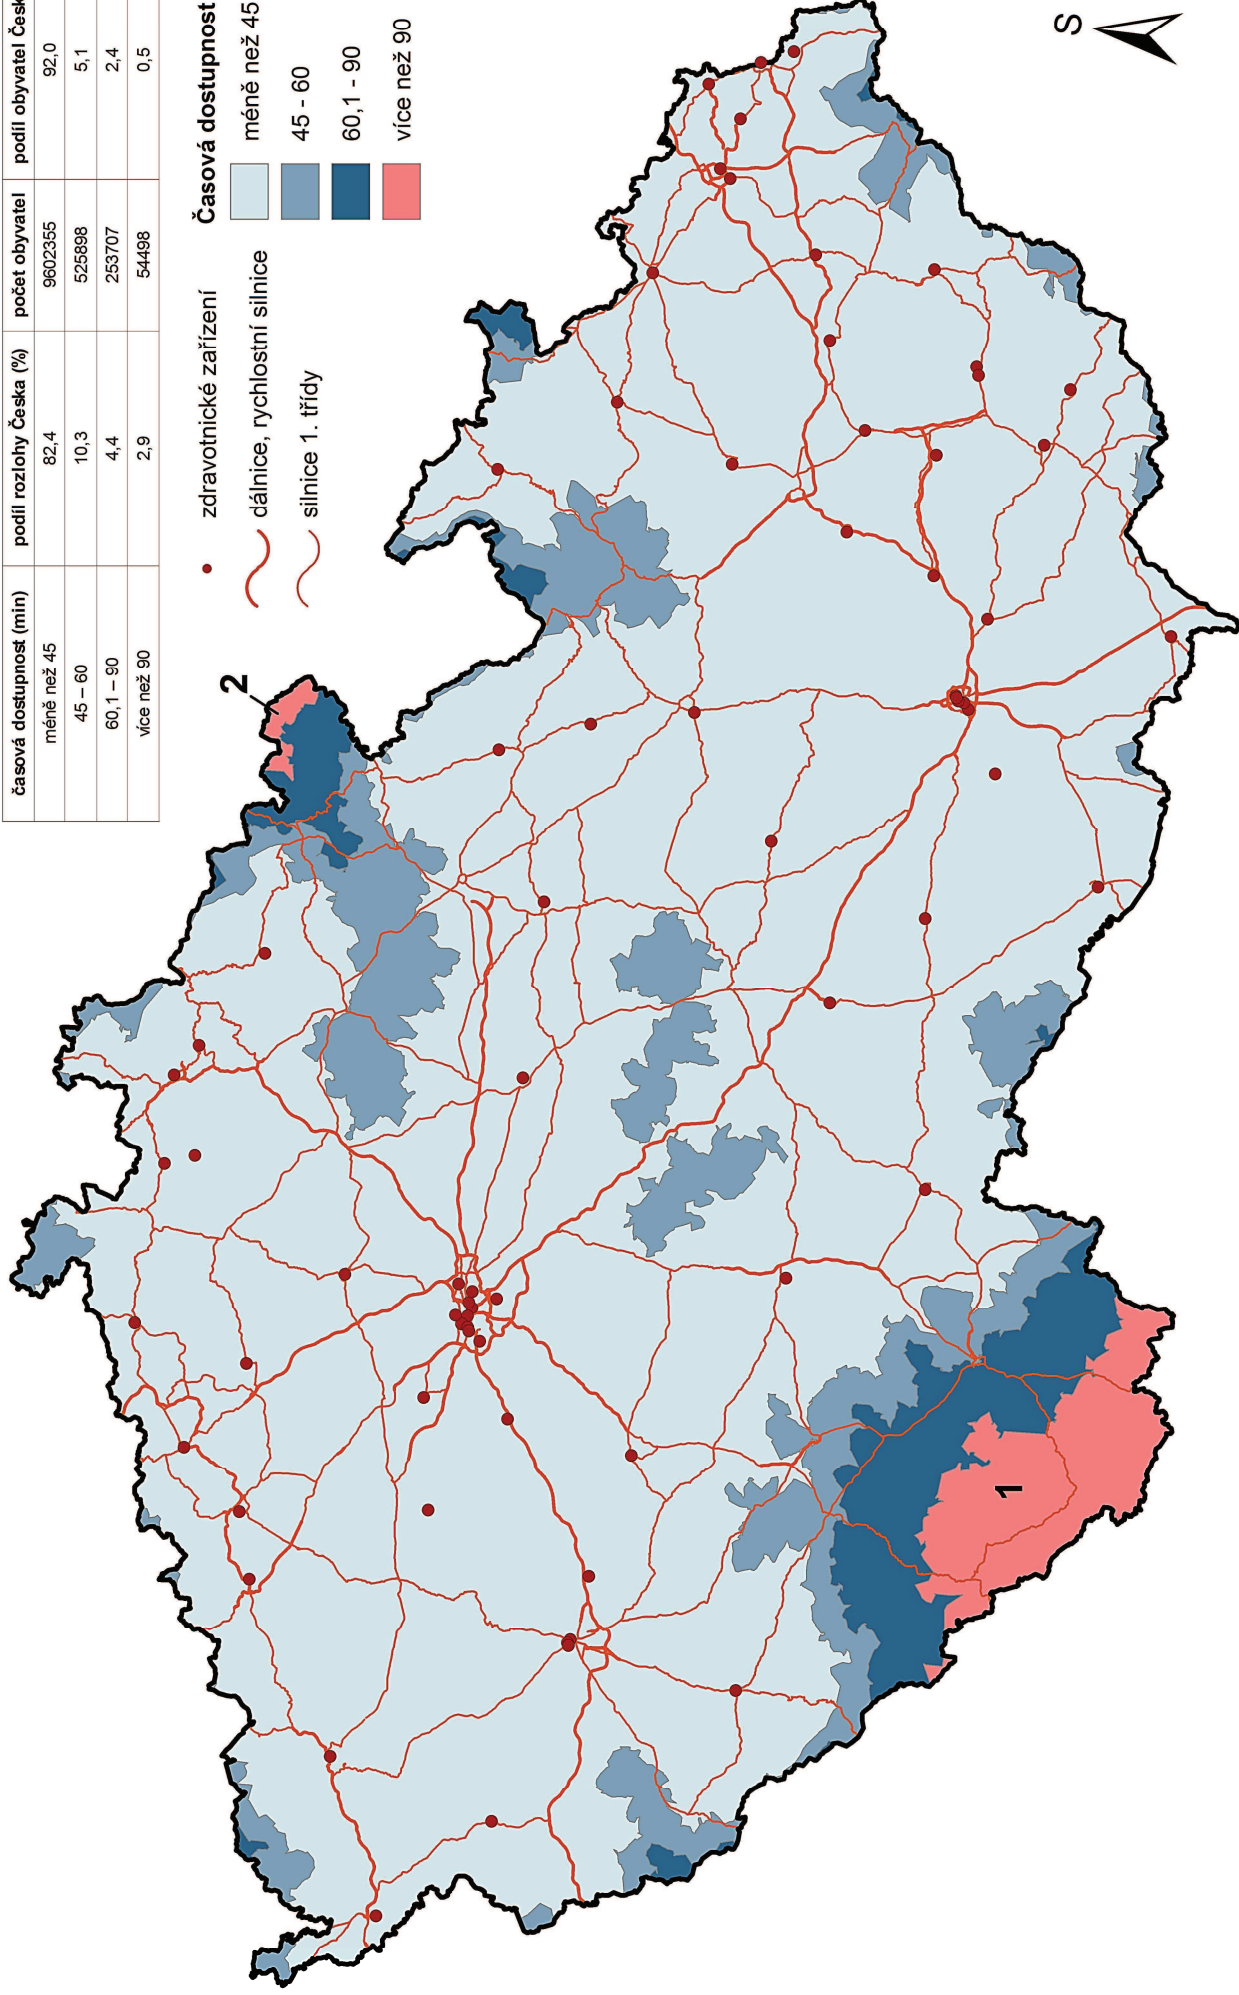 časová dostupnost (min) podíl rozlohy Česka (%) počet obyvatel podíl obyvatel
méně než 45 82,4 9602355 92,0
45 – 60 10,3 525898 5,1
60,1 – 90 4,4 253707 2,4
více než 90 2,9 54498 0,5
zdravotnické zařízení
dálnice, rychlostní silnice
silnice 1. třídy
Časová dostupnost
méně než 45
45 - 60
60,1 - 90
více než 90
2
1
S